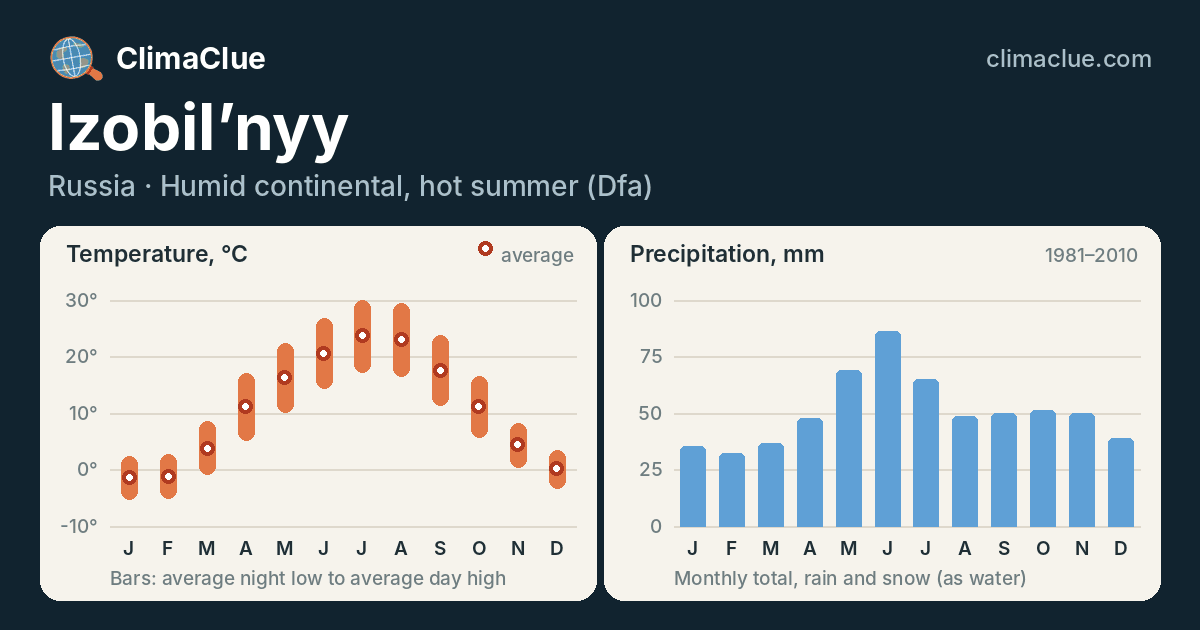 ClimaClue
climaclue.com
Izobil’nyy
Russia · Humid continental, hot summer (Dfa)
Temperature, °C
average
30°
20°
10°
0°
-10°
J F M A M J J A S O N D
Bars: average night low to average day high
Precipitation, mm
1981–2010
100
75
50
25
0
J F M A M J J A S O N D
Monthly total, rain and snow (as water)